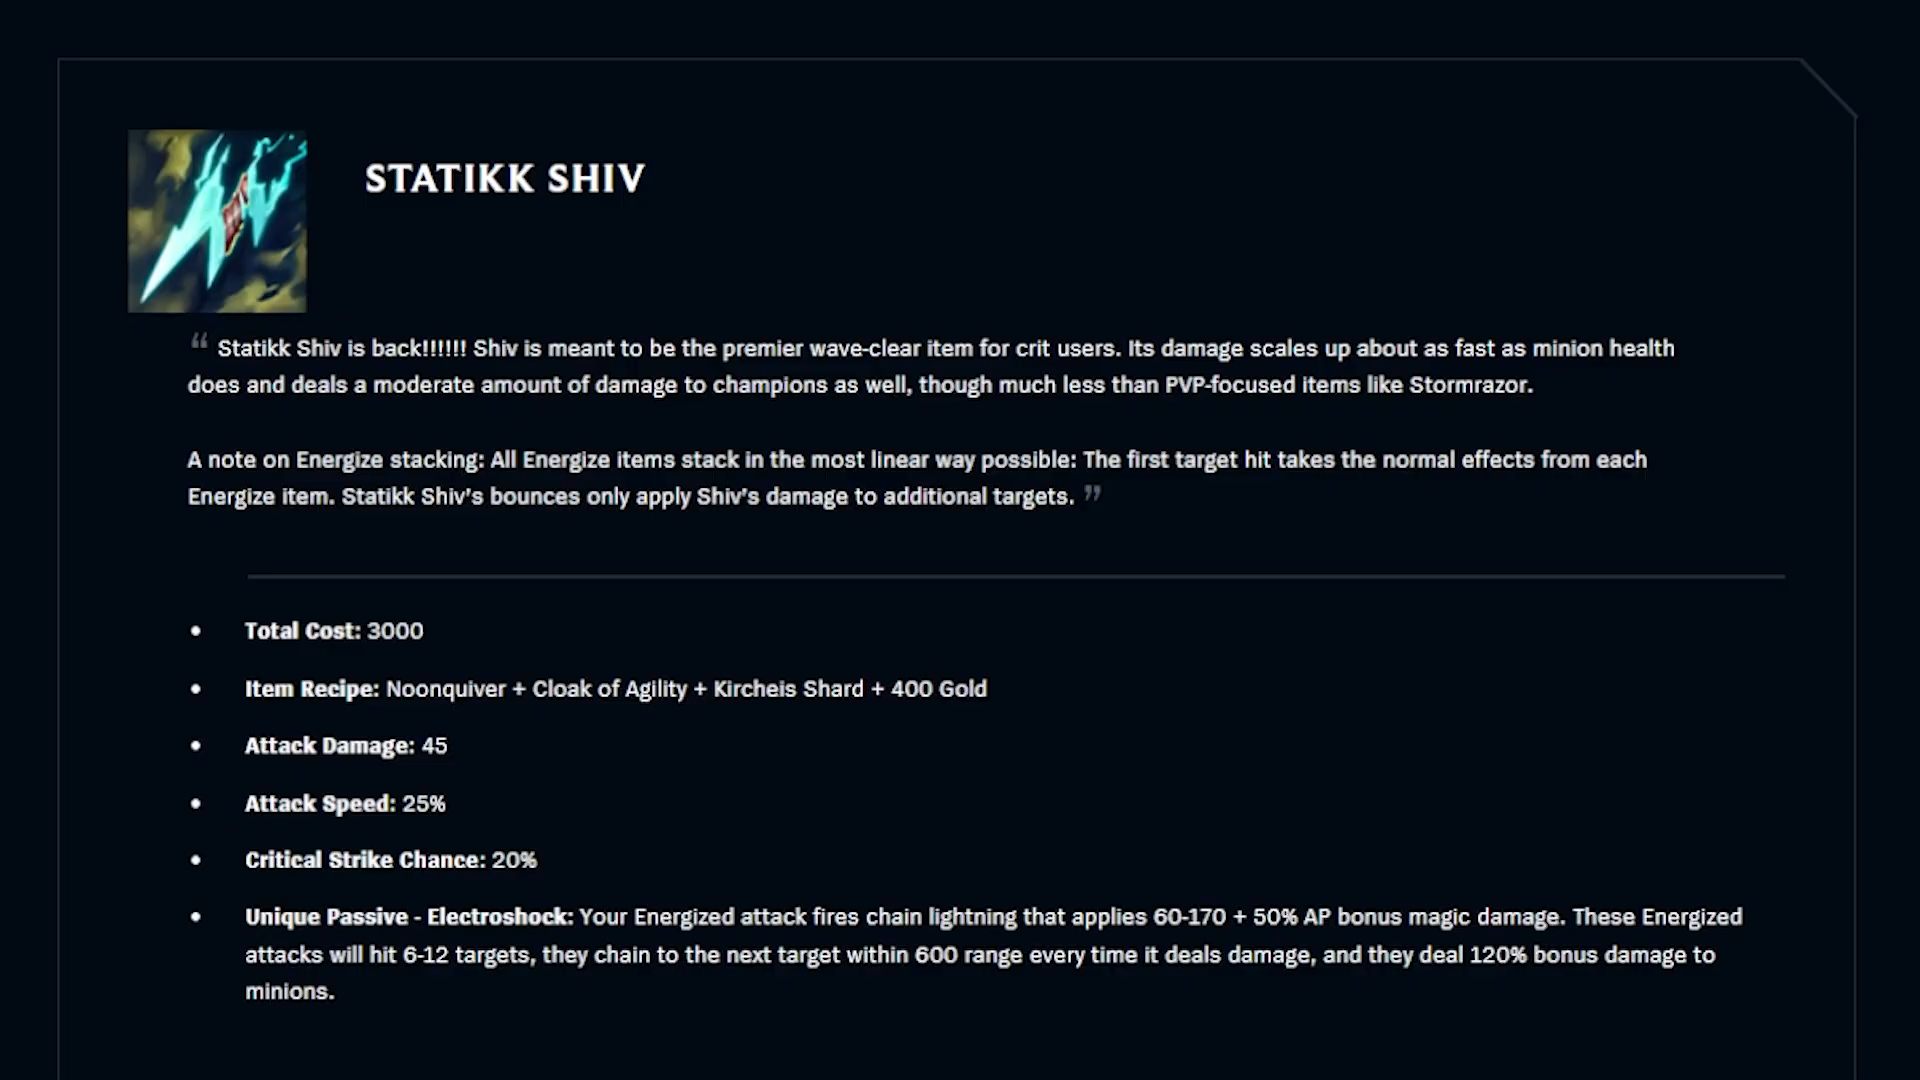 STATIKK SHIV
“ Statikk Shiv is back!!!!!! Shiv is meant to be the premier wave-clear item for crit users. Its damage scales up about as fast as minion health
does and deals a moderate amount of damage to champions as well, though much less than PVP-focused items like Stormrazor.
A note on Energize stacking: All Energize items stack in the most linear way possible: The first target hit takes the normal effects from each
Energize item. Statikk Shiv's bounces only apply Shiv's damage to additional targets. ”
• Total Cost: 3000
• Item Recipe: Noonquiver + Cloak of Agility + Kircheis Shard + 400 Gold
• Attack Damage: 45
• Attack Speed: 25%
• Critical Strike Chance: 20%
• Unique Passive - Electroshock: Your Energized attack fires chain lightning that applies 60-170 + 50% AP bonus magic damage. These Energized
attacks will hit 6-12 targets, they chain to the next target within 600 range every time it deals damage, and they deal 120% bonus damage to
minions.